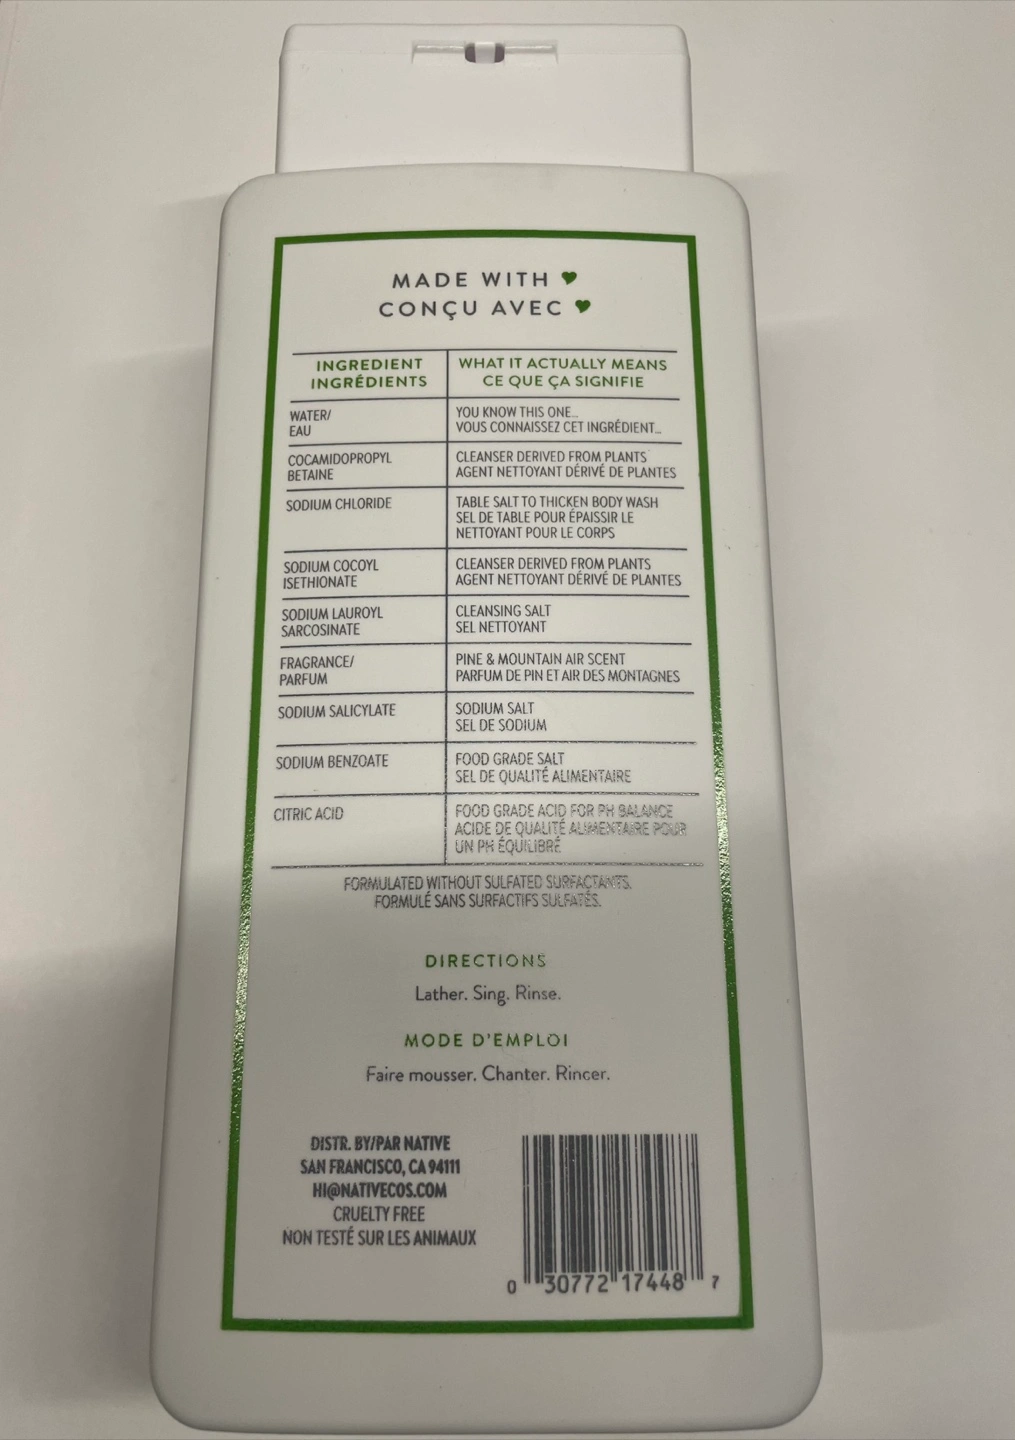 MADE WITH
CONÇU AVEC
INGREDIENT
INGRÉDIENTS
WHAT IT ACTUALLY MEANS
CE QUE ÇA SIGNIFIE
WATER/
EAU
YOU KNOW THIS ONE...
VOUS CONNAISSEZ CET INGRÉDIENT...
COCAMIDOPROPYL
BETAINE
CLEANSER DERIVED FROM PLANTS
AGENT NETTOYANT DÉRIVÉ DE PLANTES
SODIUM CHLORIDE
TABLE SALT TO THICKEN BODY WASH
SEL DE TABLE POUR ÉPAISSIR LE
NETTOYANT POUR LE CORPS
SODIUM COCOYL
ISETHIONATE
CLEANSER DERIVED FROM PLANTS
AGENT NETTOYANT DÉRIVÉ DE PLANTES
SODIUM LAUROYL
SARCOSINATE
CLEANSING SALT
SEL NETTOYANT
FRAGRANCE/
PARFUM
PINE & MOUNTAIN AIR SCENT
PARFUM DE PIN ET AIR DES MONTAGNES
SODIUM SALICYLATE
SODIUM SALT
SEL DE SODIUM
SODIUM BENZOATE
FOOD GRADE SALT
SEL DE QUALITÉ ALIMENTAIRE
CITRIC ACID
FOOD GRADE ACID FOR PH BALANCE
ACIDE DE QUALITÉ ALIMENTAIRE POUR
UN PH ÉQUILIBRÉ
FORMULATED WITHOUT SULFATED SURFACTANTS.
FORMULÉ SANS SURFACTIFS SULFATÉS.
DIRECTIONS
Lather. Sing. Rinse.
MODE D'EMPLOI
Faire mousser. Chanter. Rincer.
DISTR. BY/PAR NATIVE
SAN FRANCISCO, CA 94111
HI@NATIVECOS.COM
CRUELTY FREE
NON TESTÉ SUR LES ANIMAUX
0 30772 17448 7